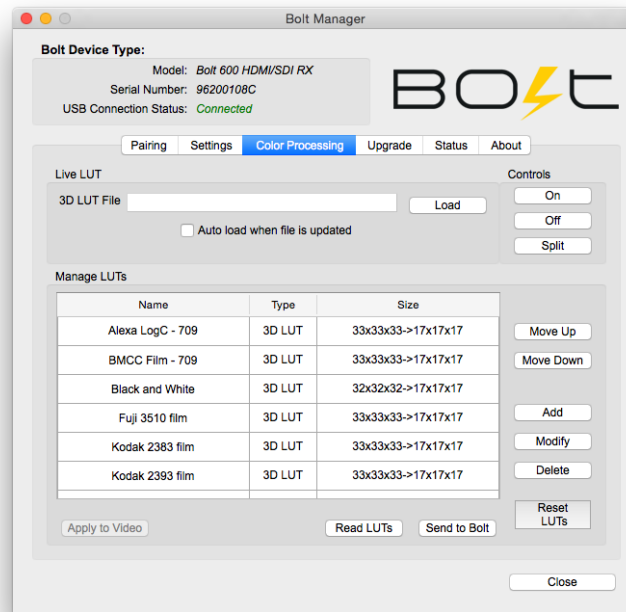 Bolt Manager
Bolt Device Type:
Model: Bolt 600 HDMI/SDI RX
Serial Number: 96200108C
USB Connection Status: Connected
BOLT
Pairing Settings Color Processing Upgrade Status About
Live LUT
3D LUT File
Load
Auto load when file is updated
Controls
On
Off
Split
Manage LUTs
Name Type Size
Alexa LogC - 709 3D LUT 33x33x33->17x17x17
BMCC Film - 709 3D LUT 33x33x33->17x17x17
Black and White 3D LUT 32x32x32->17x17x17
Fuji 3510 film 3D LUT 33x33x33->17x17x17
Kodak 2383 film 3D LUT 33x33x33->17x17x17
Kodak 2393 film 3D LUT 33x33x33->17x17x17
Move Up
Move Down
Add
Modify
Delete
Reset
LUTs
Apply to Video Read LUTs Send to Bolt
Close